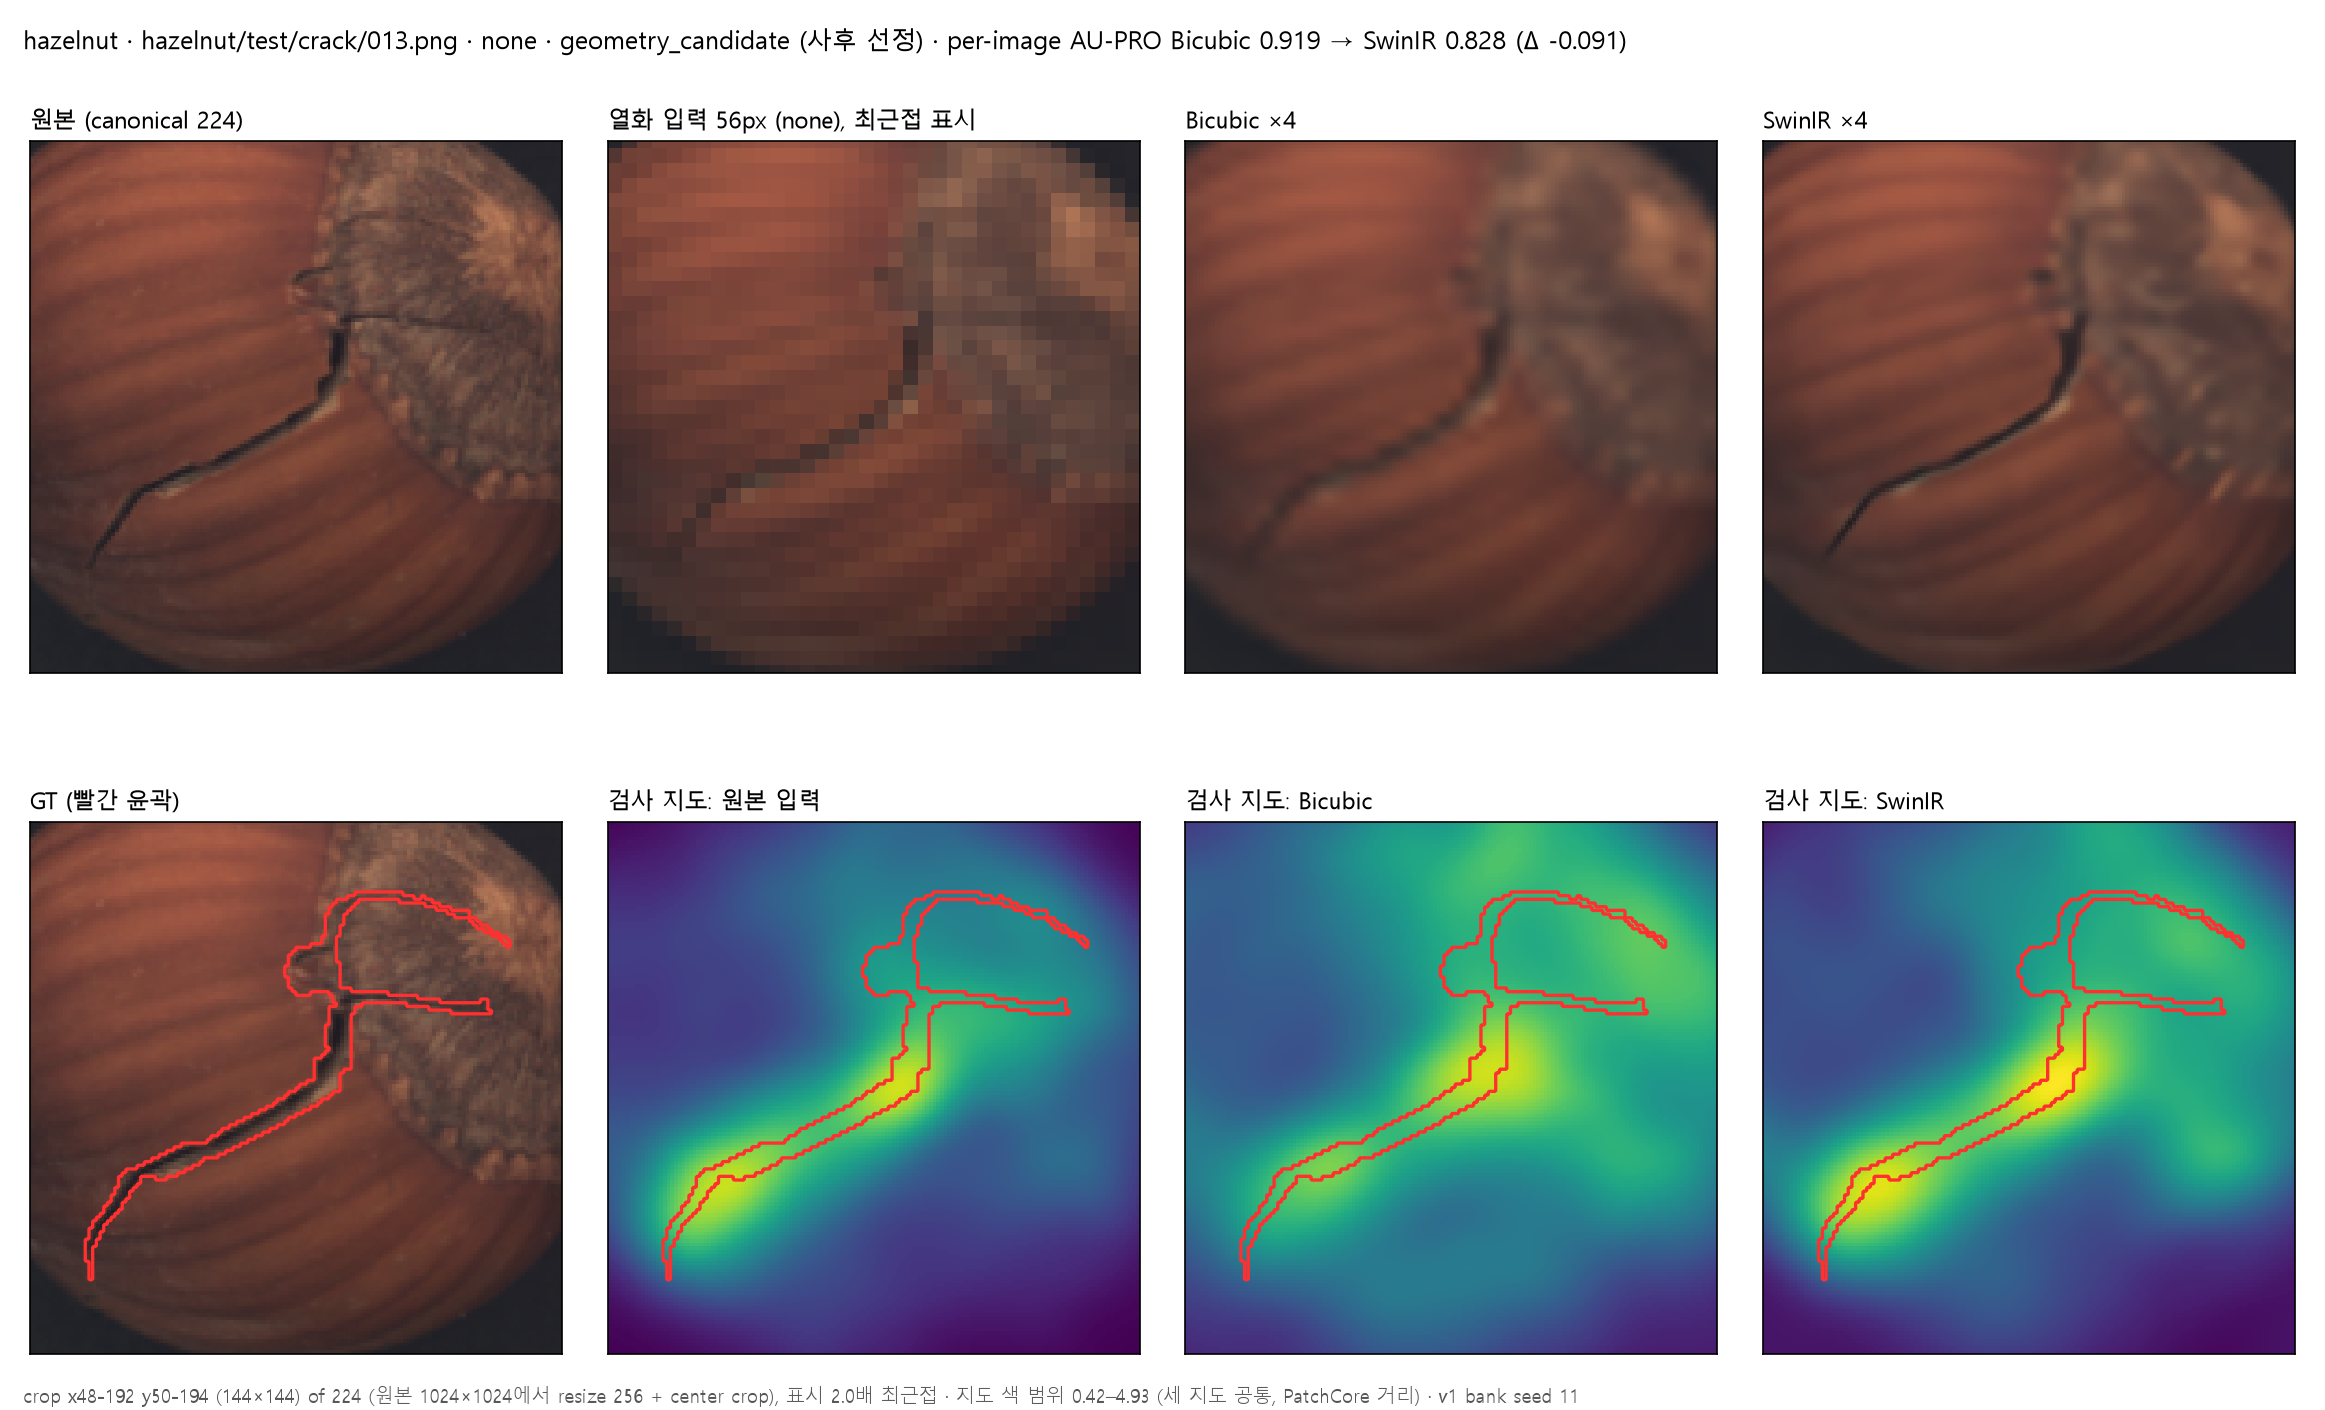 hazelnut · hazelnut/test/crack/013.png · none · geometry_candidate (사후 선정) · per-image AU-PRO Bicubic 0.919 → SwinIR 0.828 (Δ -0.091)
원본 (canonical 224)
열화 입력 56px (none), 최근접 표시
Bicubic ×4
SwinIR ×4
GT (빨간 윤곽)
검사 지도: 원본 입력
검사 지도: Bicubic
검사 지도: SwinIR
crop x48-192 y50-194 (144×144) of 224 (원본 1024×1024에서 resize 256 + center crop), 표시 2.0배 최근접 · 지도 색 범위 0.42–4.93 (세 지도 공통, PatchCore 거리) · v1 bank seed 11